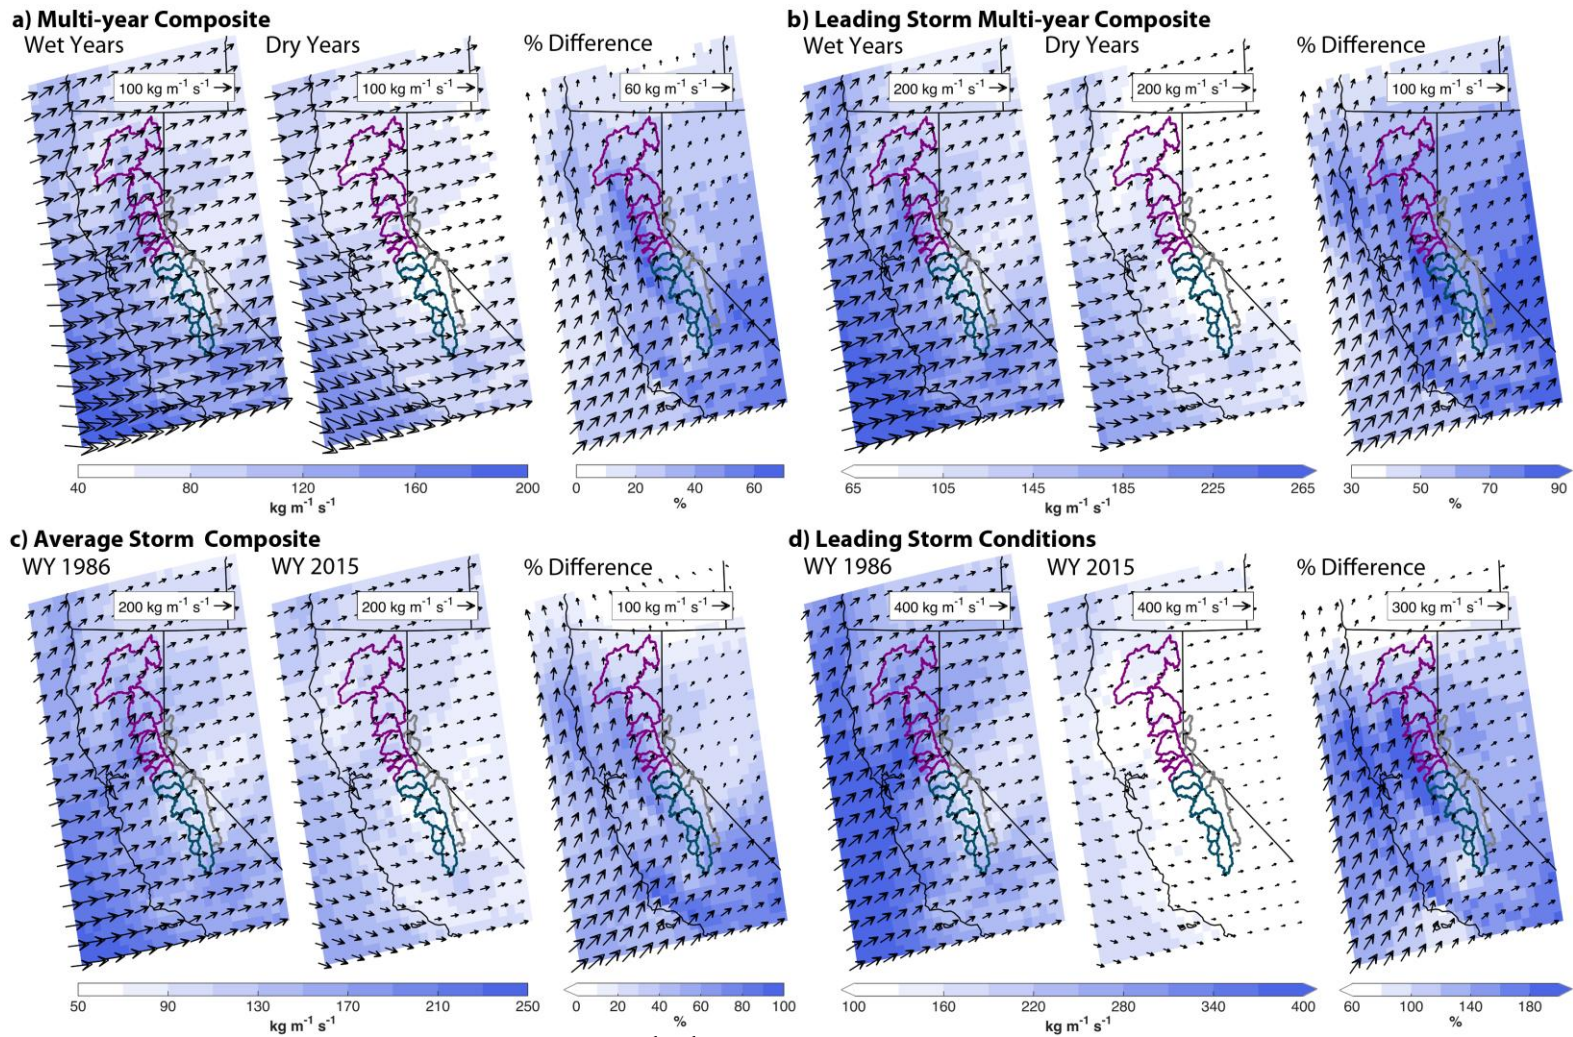 a) Multi-year Composite
Wet Years Dry Years % Difference
100 kg m⁻¹ s⁻¹ 100 kg m⁻¹ s⁻¹ 60 kg m⁻¹ s⁻¹
40 80 120 160 200
kg m⁻¹ s⁻¹
0 20 40 60
%
b) Leading Storm Multi-year Composite
Wet Years Dry Years % Difference
200 kg m⁻¹ s⁻¹ 200 kg m⁻¹ s⁻¹ 100 kg m⁻¹ s⁻¹
65 105 145 185 225 265
kg m⁻¹ s⁻¹
30 50 70 90
%
c) Average Storm Composite
WY 1986 WY 2015 % Difference
200 kg m⁻¹ s⁻¹ 200 kg m⁻¹ s⁻¹ 100 kg m⁻¹ s⁻¹
50 90 130 170 210 250
kg m⁻¹ s⁻¹
0 20 40 60 80 100
%
d) Leading Storm Conditions
WY 1986 WY 2015 % Difference
400 kg m⁻¹ s⁻¹ 400 kg m⁻¹ s⁻¹ 300 kg m⁻¹ s⁻¹
100 160 220 280 340 400
kg m⁻¹ s⁻¹
60 100 140 180
%